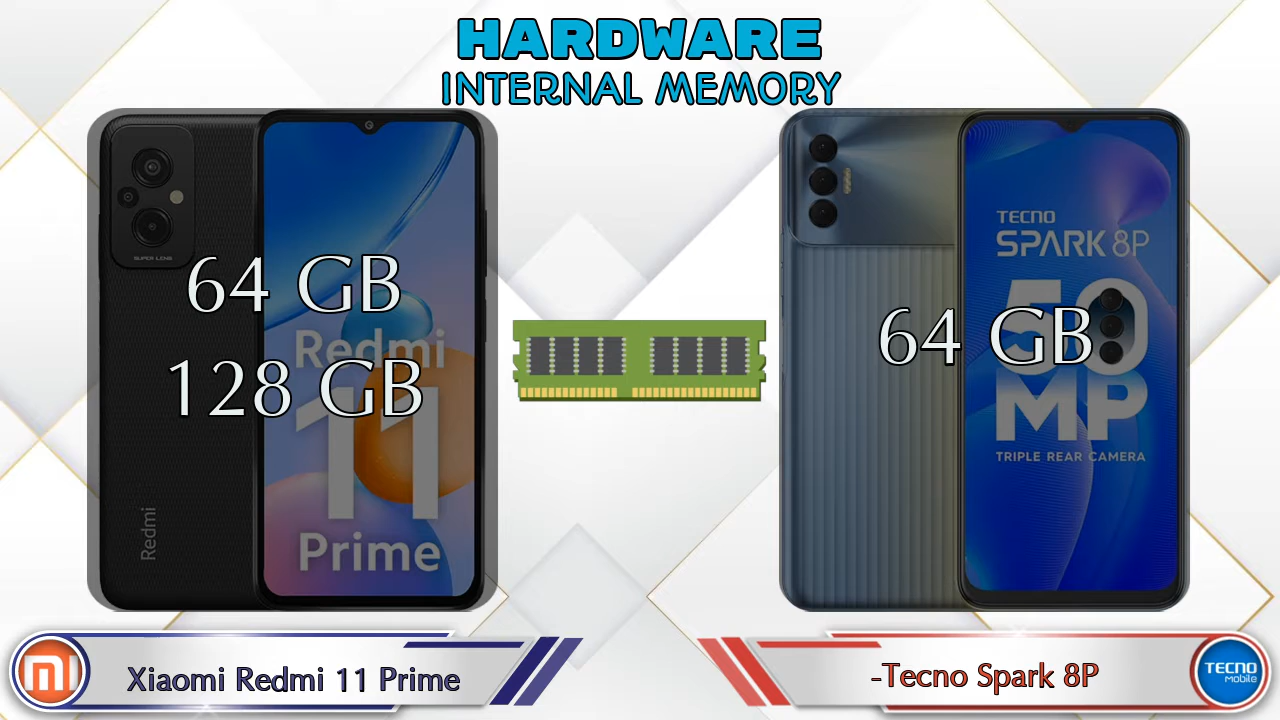 HARDWARE
INTERNAL MEMORY
SUPER LENS
64 GB
128 GB
Redmi
11
Prime
Redmi
TECNO
SPARK 8P
64 GB
50
MP
TRIPLE REAR CAMERA
Xiaomi Redmi 11 Prime
-Tecno Spark 8P
TECNO
Mobile